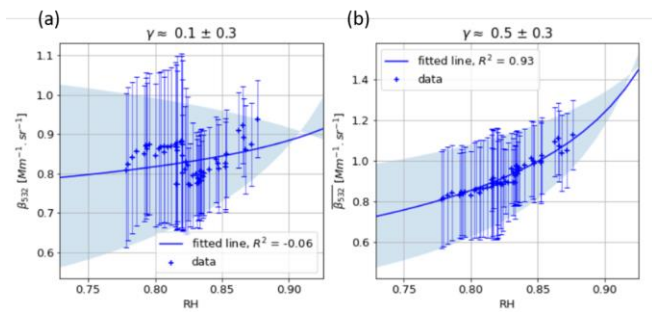 (a)
γ ≈ 0.1 ± 0.3
β₅₃₂ [Mm⁻¹. sr⁻¹]
1.1
1.0
0.9
0.8
0.7
0.6
fitted line, R² = -0.06
data
0.75 0.80 0.85 0.90
RH
(b)
γ ≈ 0.5 ± 0.3
β̅₅₃₂ [Mm⁻¹. sr⁻¹]
1.4
1.2
1.0
0.8
0.6
fitted line, R² = 0.93
data
0.75 0.80 0.85 0.90
RH